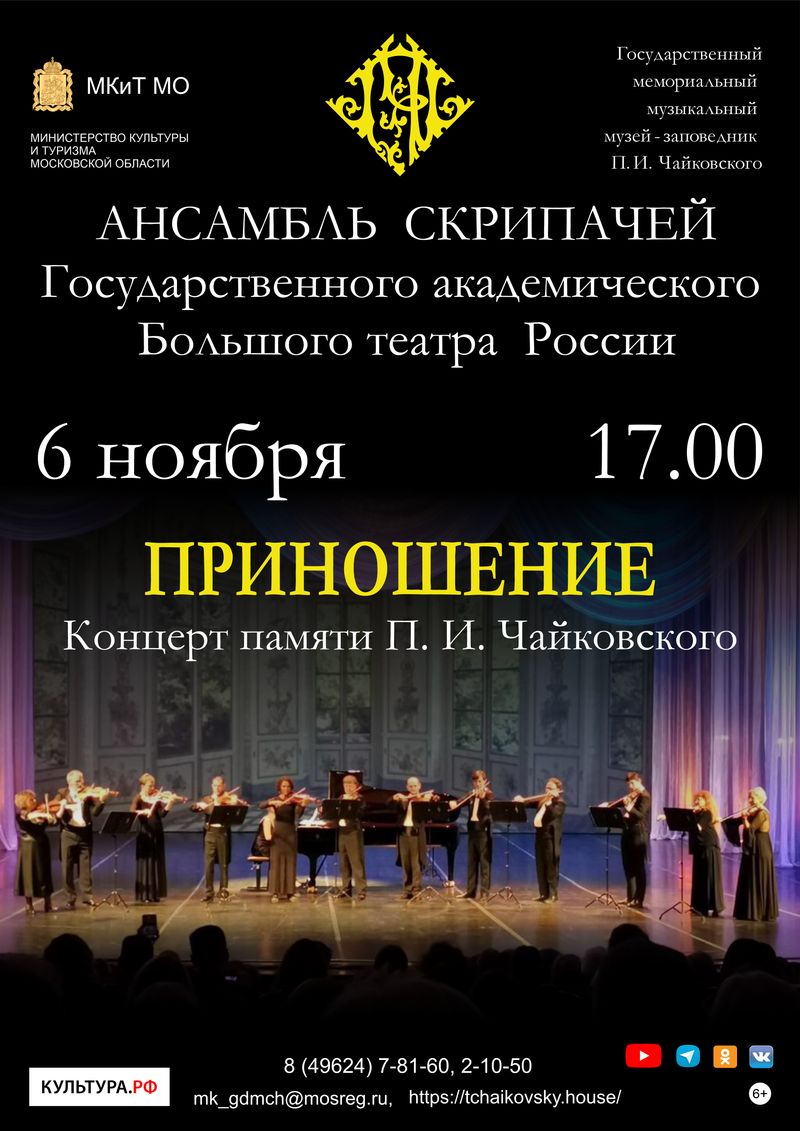 МКиТ МО
МИНИСТЕРСТВО КУЛЬТУРЫ
И ТУРИЗМА
МОСКОВСКОЙ ОБЛАСТИ
Государственный
мемориальный
музыкальный
музей - заповедник
П. И. Чайковского
АНСАМБЛЬ СКРИПАЧЕЙ
Государственного академического
Большого театра России
6 ноября 17.00
ПРИНОШЕНИЕ
Концерт памяти П. И. Чайковского
8 (49624) 7-81-60, 2-10-50
КУЛЬТУРА.РФ
mk_gdmch@mosreg.ru, https://tchaikovsky.house/
6+